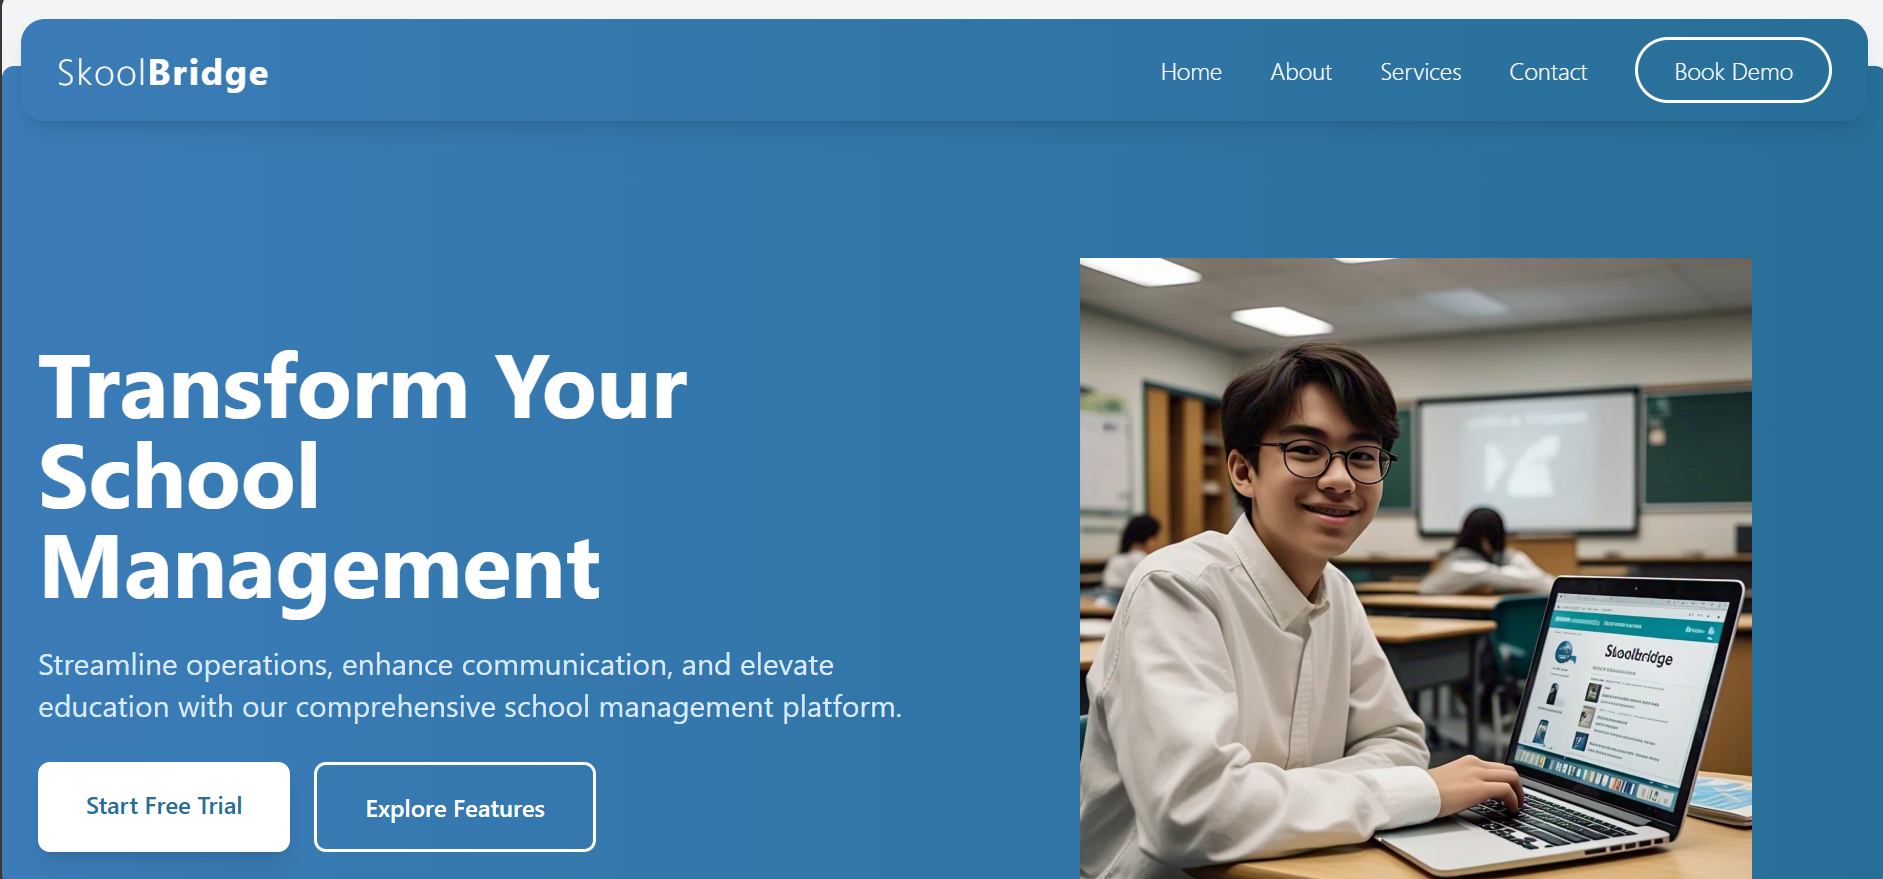 SkoolBridge
Home
About
Services
Contact
Book Demo
Transform Your
School
Management
Streamline operations, enhance communication, and elevate
education with our comprehensive school management platform.
Start Free Trial
Explore Features
Skoolbridge